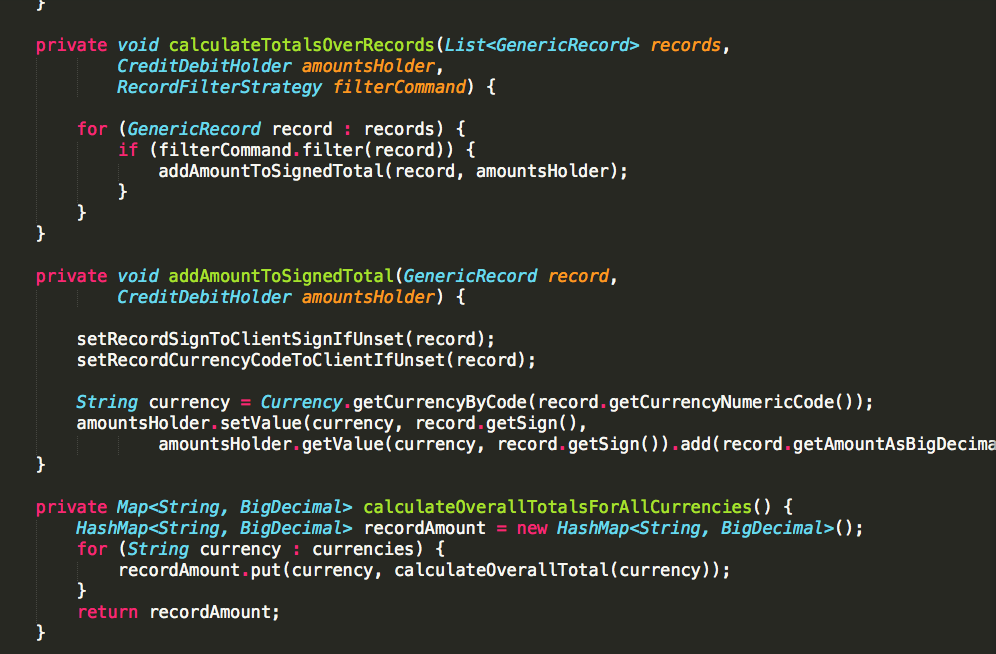 }
private void calculateTotalsOverRecords(List<GenericRecord> records,
CreditDebitHolder amountsHolder,
RecordFilterStrategy filterCommand) {
for (GenericRecord record : records) {
if (filterCommand.filter(record)) {
addAmountToSignedTotal(record, amountsHolder);
}
}
}
private void addAmountToSignedTotal(GenericRecord record,
CreditDebitHolder amountsHolder) {
setRecordSignToClientSignIfUnset(record);
setRecordCurrencyCodeToClientIfUnset(record);
String currency = Currency.getCurrencyByCode(record.getCurrencyNumericCode());
amountsHolder.setValue(currency, record.getSign(),
amountsHolder.getValue(currency, record.getSign()).add(record.getAmountAsBigDecima
}
private Map<String, BigDecimal> calculateOverallTotalsForAllCurrencies() {
HashMap<String, BigDecimal> recordAmount = new HashMap<String, BigDecimal>();
for (String currency : currencies) {
recordAmount.put(currency, calculateOverallTotal(currency));
}
return recordAmount;
}